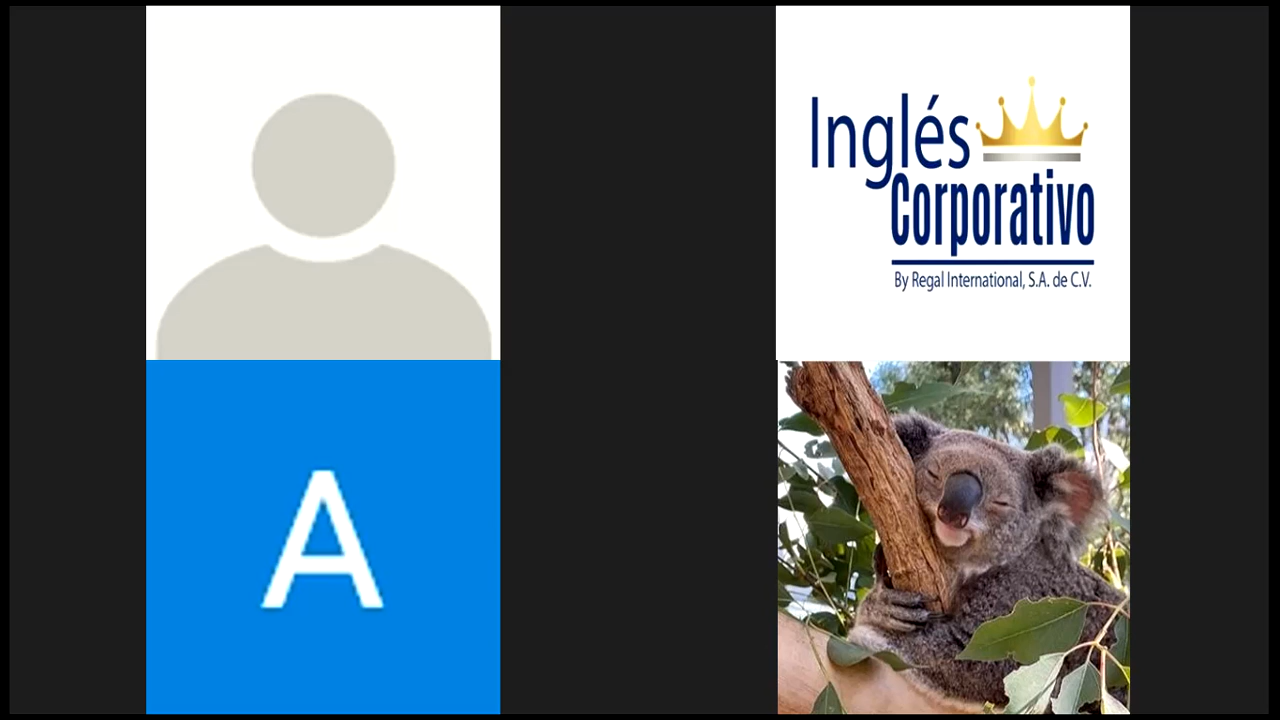 Inglés
Corporativo
By Regal International, S.A. de C.V.
A